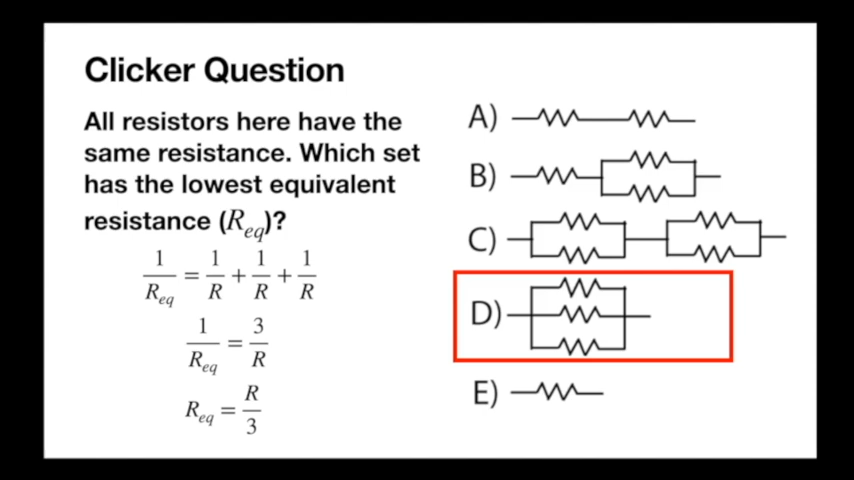 Clicker Question
All resistors here have the
same resistance. Which set
has the lowest equivalent
resistance (R_eq)?
1/R_eq = 1/R + 1/R + 1/R
1/R_eq = 3/R
R_eq = R/3
A)
B)
C)
D)
E)